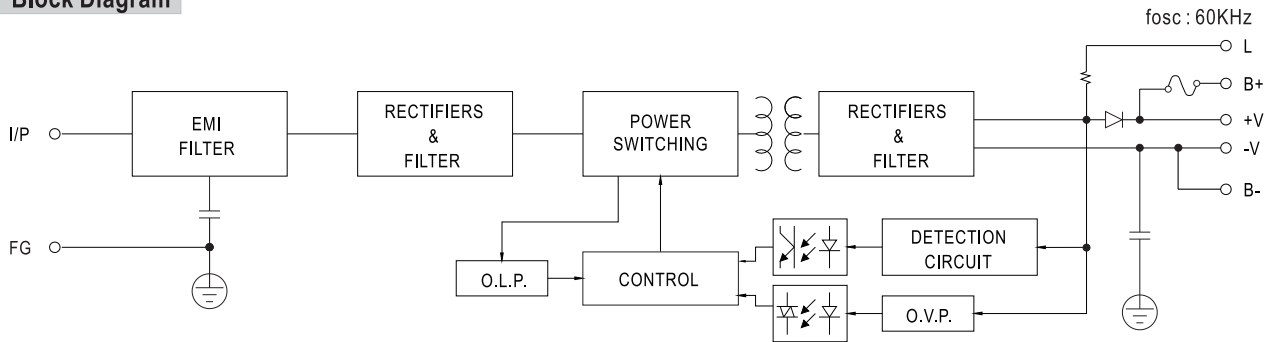 Block Diagram
fosc : 60KHz
L
B+
I/P
EMI
FILTER
RECTIFIERS
&
FILTER
POWER
SWITCHING
RECTIFIERS
&
FILTER
+V
-V
B-
FG
O.L.P.
CONTROL
DETECTION
CIRCUIT
O.V.P.